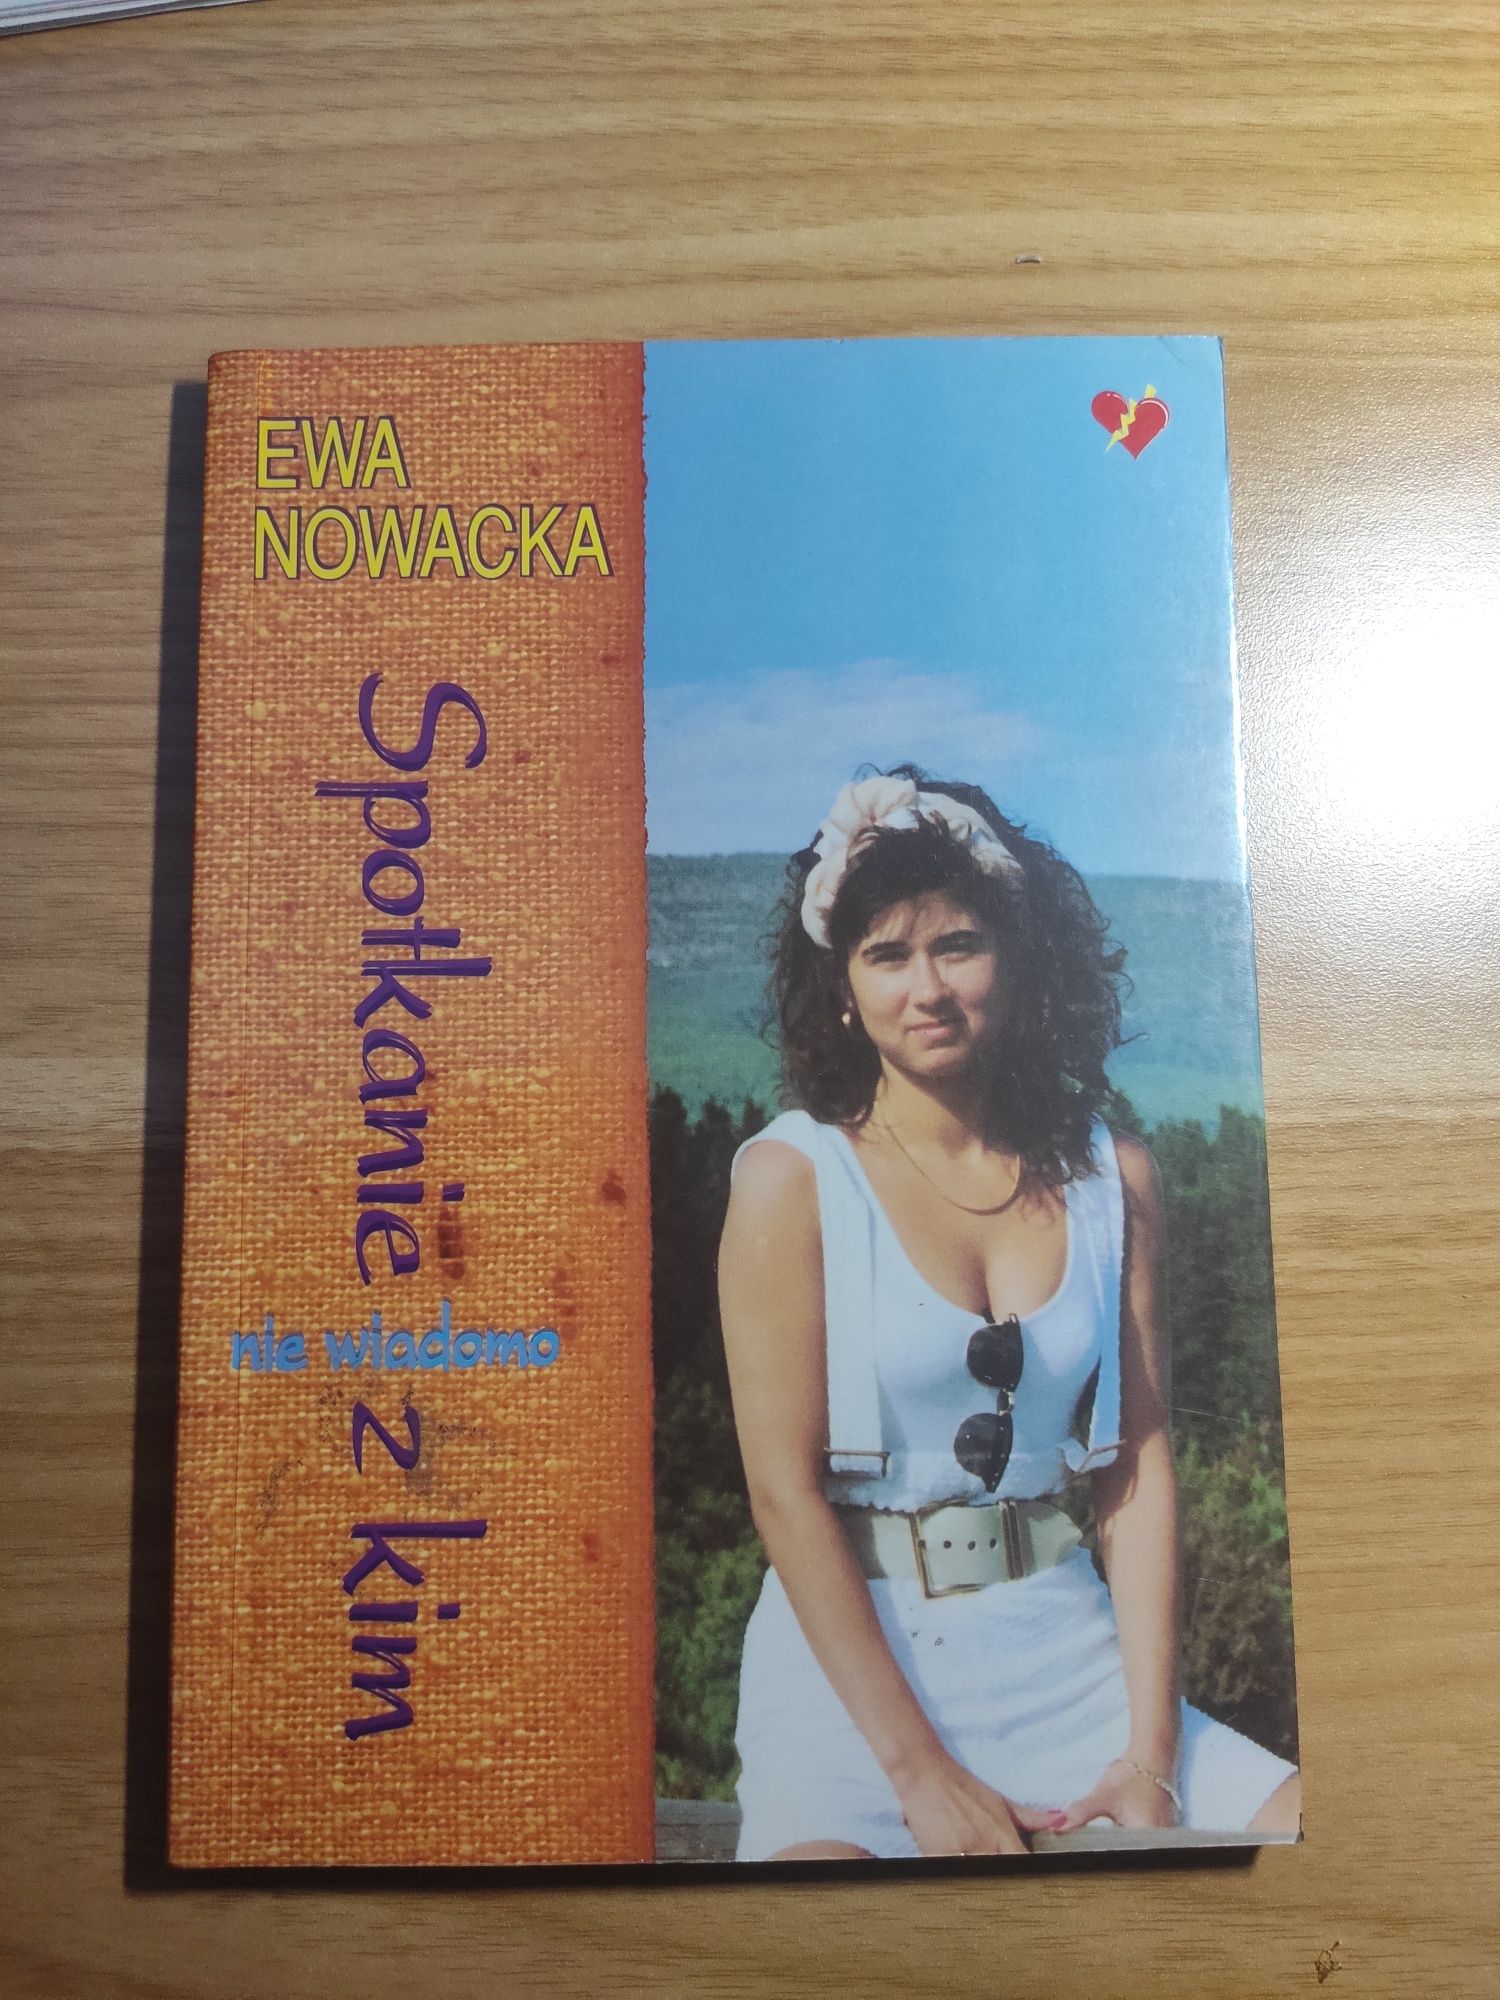 EWA
NOWACKA
Spotkanie
nie wiadomo
z kim